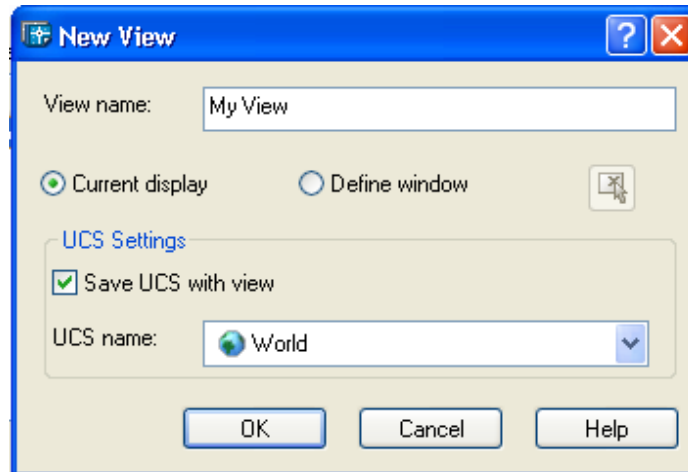 New View
View name: My View
Current display Define window
UCS Settings
Save UCS with view
UCS name: World
OK Cancel Help